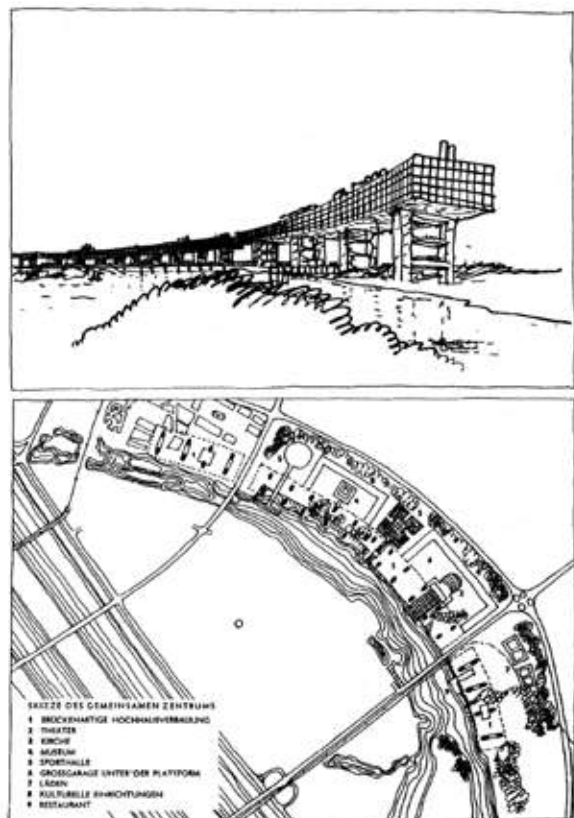 SKIZZE DES GEMEINSAMEN ZENTRUMS
1 BRÜCKENARTIGE HOCHHAUSVERBAUUNG
2 THEATER
3 KIRCHE
4 MUSEUM
5 SPORTHALLE
6 GROSSGARAGE UNTER DER PLATTFORM
7 LÄDEN
8 KULTURELLE EINRICHTUNGEN
9 RESTAURANT